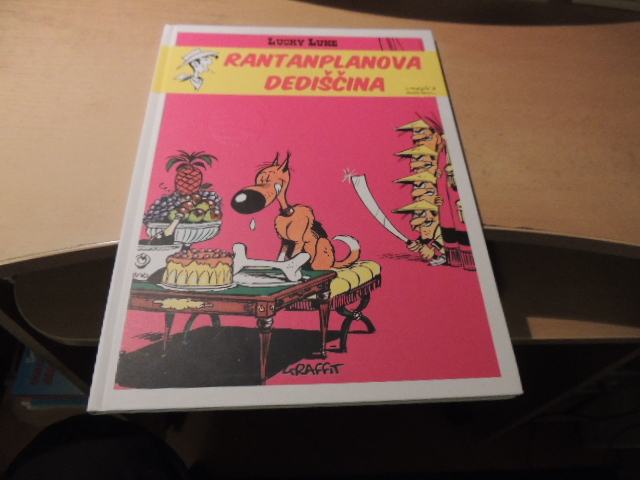 LUCKY LUKE
RANTANPLANOVA
DEDIŠČINA
GRAFFIT